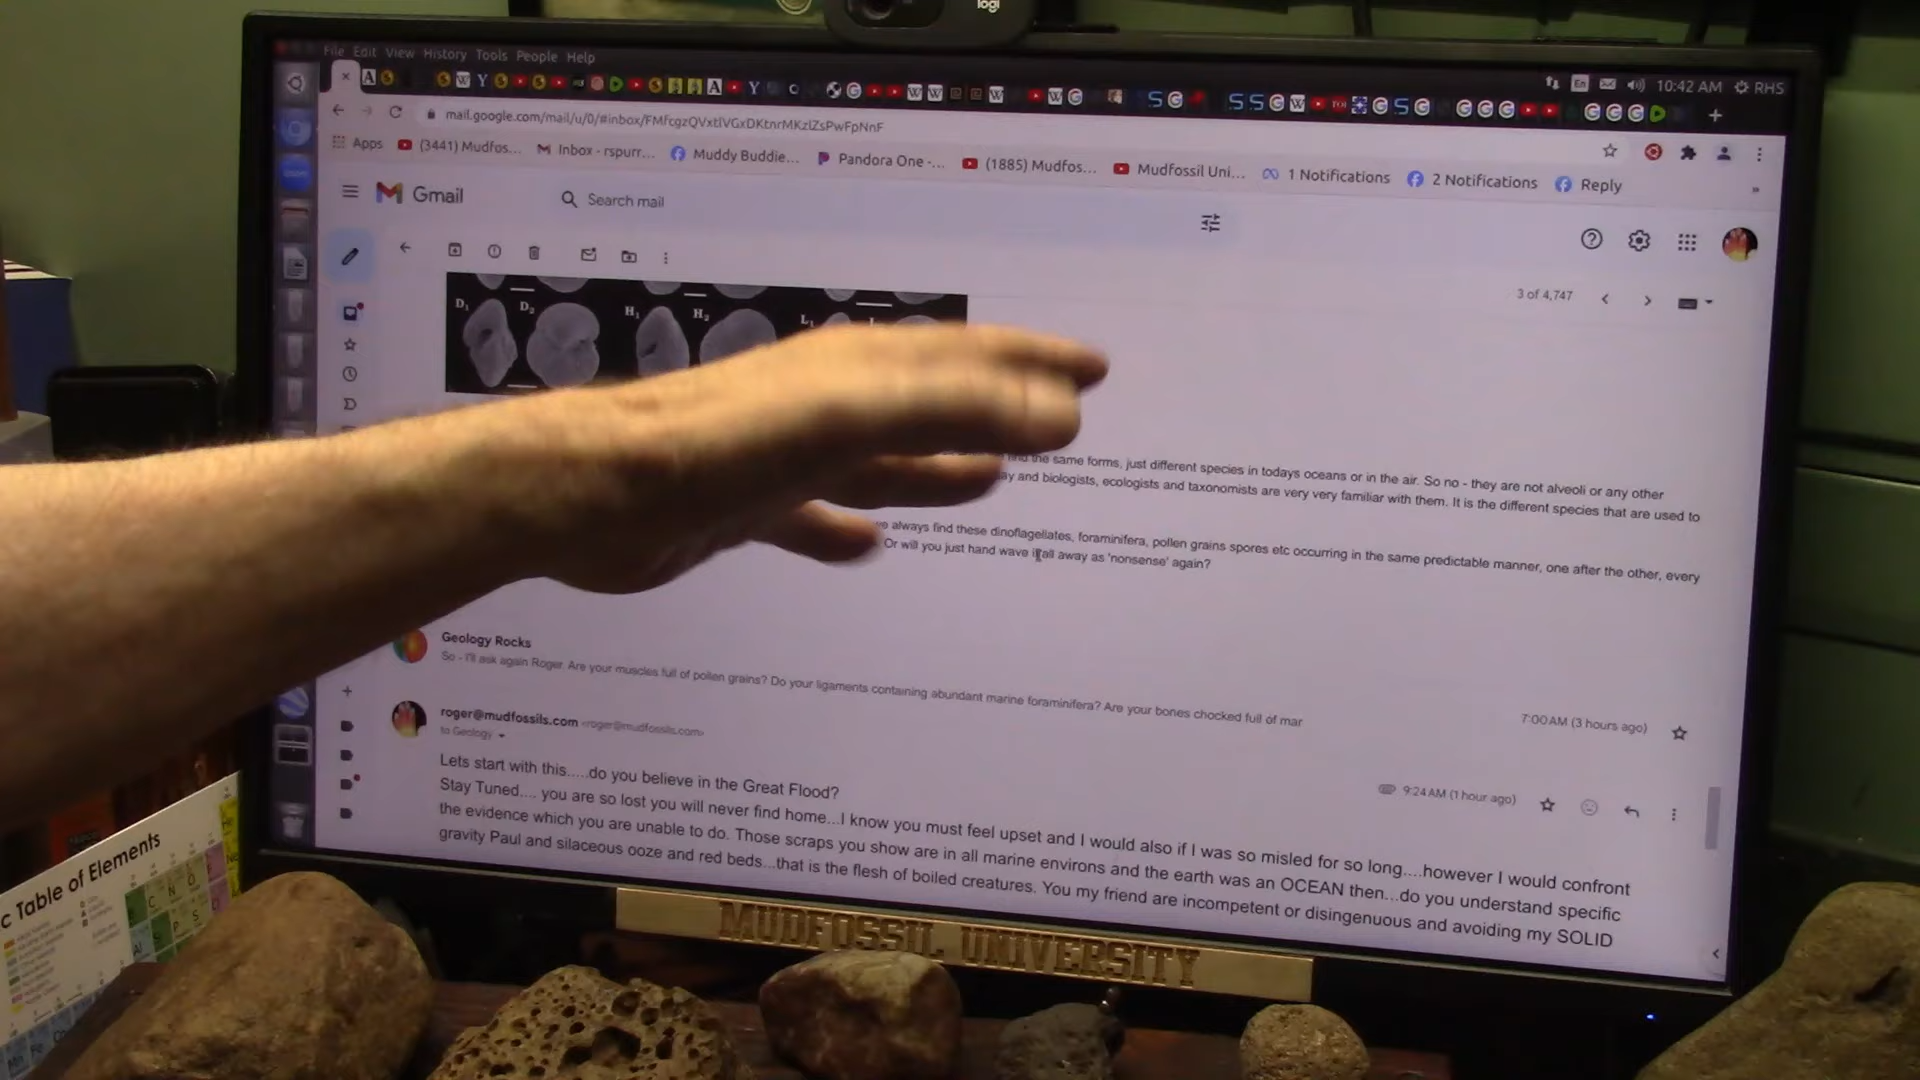 logi
File Edit View History Tools People Help
10:42 AM RHS
mail.google.com/mail/u/0/#inbox/FMfcgzQVxtlVGxDKtnrMKzlZsPwFpNnF
Apps (3441) Mudfos... Inbox - rspurr... Muddy Buddie... Pandora One -... (1885) Mudfos... Mudfossil Uni... 1 Notifications 2 Notifications Reply
Gmail Search mail
3 of 4,747
D1 D2 H1 H2
the same forms, just different species in todays oceans or in the air. So no - they are not alveoli or any other
and biologists, ecologists and taxonomists are very very familiar with them. It is the different species that are used to
always find these dinoflagellates, foraminifera, pollen grains spores etc occurring in the same predictable manner, one after the other, every
Or will you just hand wave it all away as 'nonsense' again?
Geology Rocks
So - I'll ask again Roger. Are your muscles full of pollen grains? Do your ligaments containing abundant marine foraminifera? Are your bones chocked full of mar
7:00 AM (3 hours ago)
roger@mudfossils.com <roger@mudfossils.com>
to Geology
9:24 AM (1 hour ago)
Lets start with this.....do you believe in the Great Flood?
Stay Tuned.... you are so lost you will never find home...I know you must feel upset and I would also if I was so misled for so long....however I would confront
the evidence which you are unable to do. Those scraps you show are in all marine environs and the earth was an OCEAN then...do you understand specific
gravity Paul and silaceous ooze and red beds...that is the flesh of boiled creatures. You my friend are incompetent or disingenuous and avoiding my SOLID
MUDFOSSIL UNIVERSITY
c Table of Elements